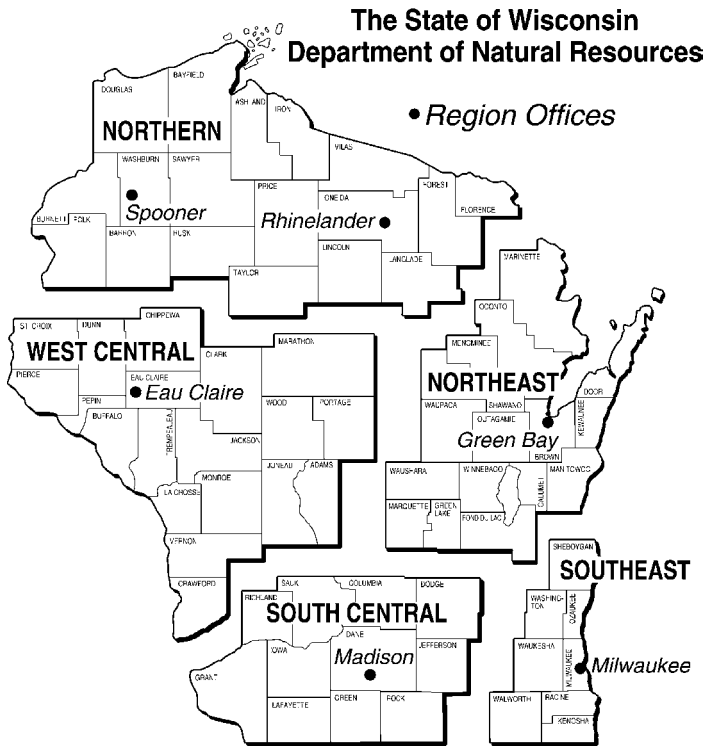 The State of Wisconsin
Department of Natural Resources
Region Offices
BAYFIELD
DOUGLAS
ASHLAND
IRON
NORTHERN
VILAS
WASHBURN
SAWYER
PRICE
ONEIDA
FOREST
FLORENCE
Spooner
Rhinelander
BURNETT
POLK
BARRON
RUSK
LINCOLN
LANGLADE
TAYLOR
CHIPPEWA
ST. CROIX
DUNN
WEST CENTRAL
CLARK
MARATHON
PIERCE
EAU CLAIRE
Eau Claire
PEPIN
BUFFALO
TREMPEALEAU
WOOD
PORTAGE
JACKSON
JUNEAU
ADAMS
MONROE
LA CROSSE
VERNON
CRAWFORD
MARINETTE
OCONTO
MENOMINEE
NORTHEAST
DOOR
WAUPACA
SHAWANO
OUTAGAMIE
KEWAUNEE
Green Bay
BROWN
WAUSHARA
WINNEBAGO
CALUMET
MANITOWOC
MARQUETTE
GREEN
LAKE
FOND DU LAC
SHEBOYGAN
SOUTHEAST
WASHING-
TON
OZAUKEE
WAUKESHA
MILWAUKEE
Milwaukee
WALWORTH
RACINE
KENOSHA
SAUK
COLUMBIA
DODGE
RICHLAND
SOUTH CENTRAL
DANE
IOWA
Madison
JEFFERSON
GRANT
LAFAYETTE
GREEN
ROCK